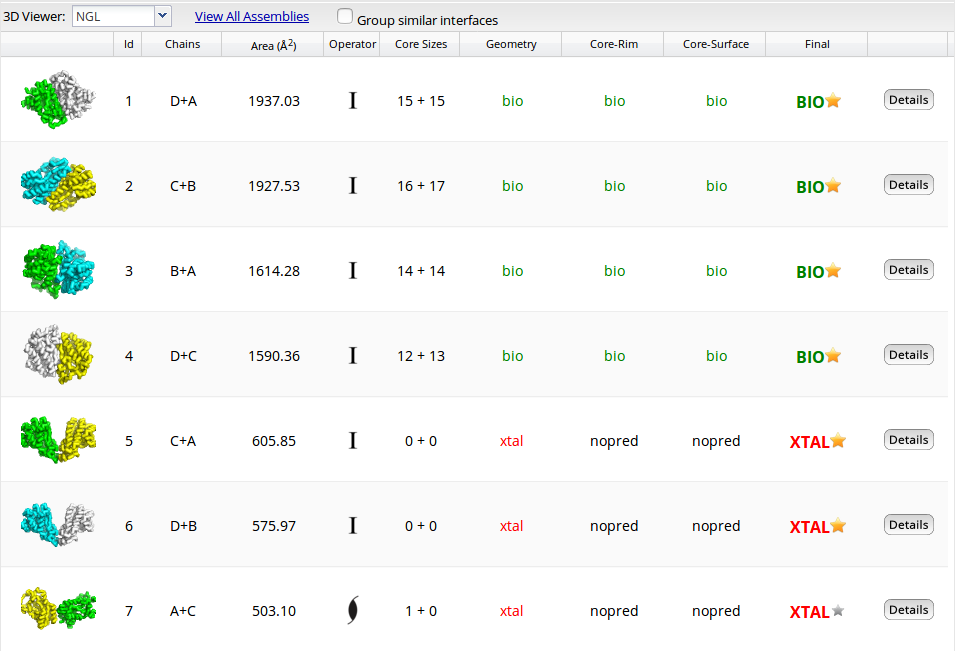 3D Viewer: NGL View All Assemblies Group similar interfaces
Id Chains Area (Å²) Operator Core Sizes Geometry Core-Rim Core-Surface Final
1 D+A 1937.03 15 + 15 bio bio bio BIO Details
2 C+B 1927.53 16 + 17 bio bio bio BIO Details
3 B+A 1614.28 14 + 14 bio bio bio BIO Details
4 D+C 1590.36 12 + 13 bio bio bio BIO Details
5 C+A 605.85 0 + 0 xtal nopred nopred XTAL Details
6 D+B 575.97 0 + 0 xtal nopred nopred XTAL Details
7 A+C 503.10 1 + 0 xtal nopred nopred XTAL Details